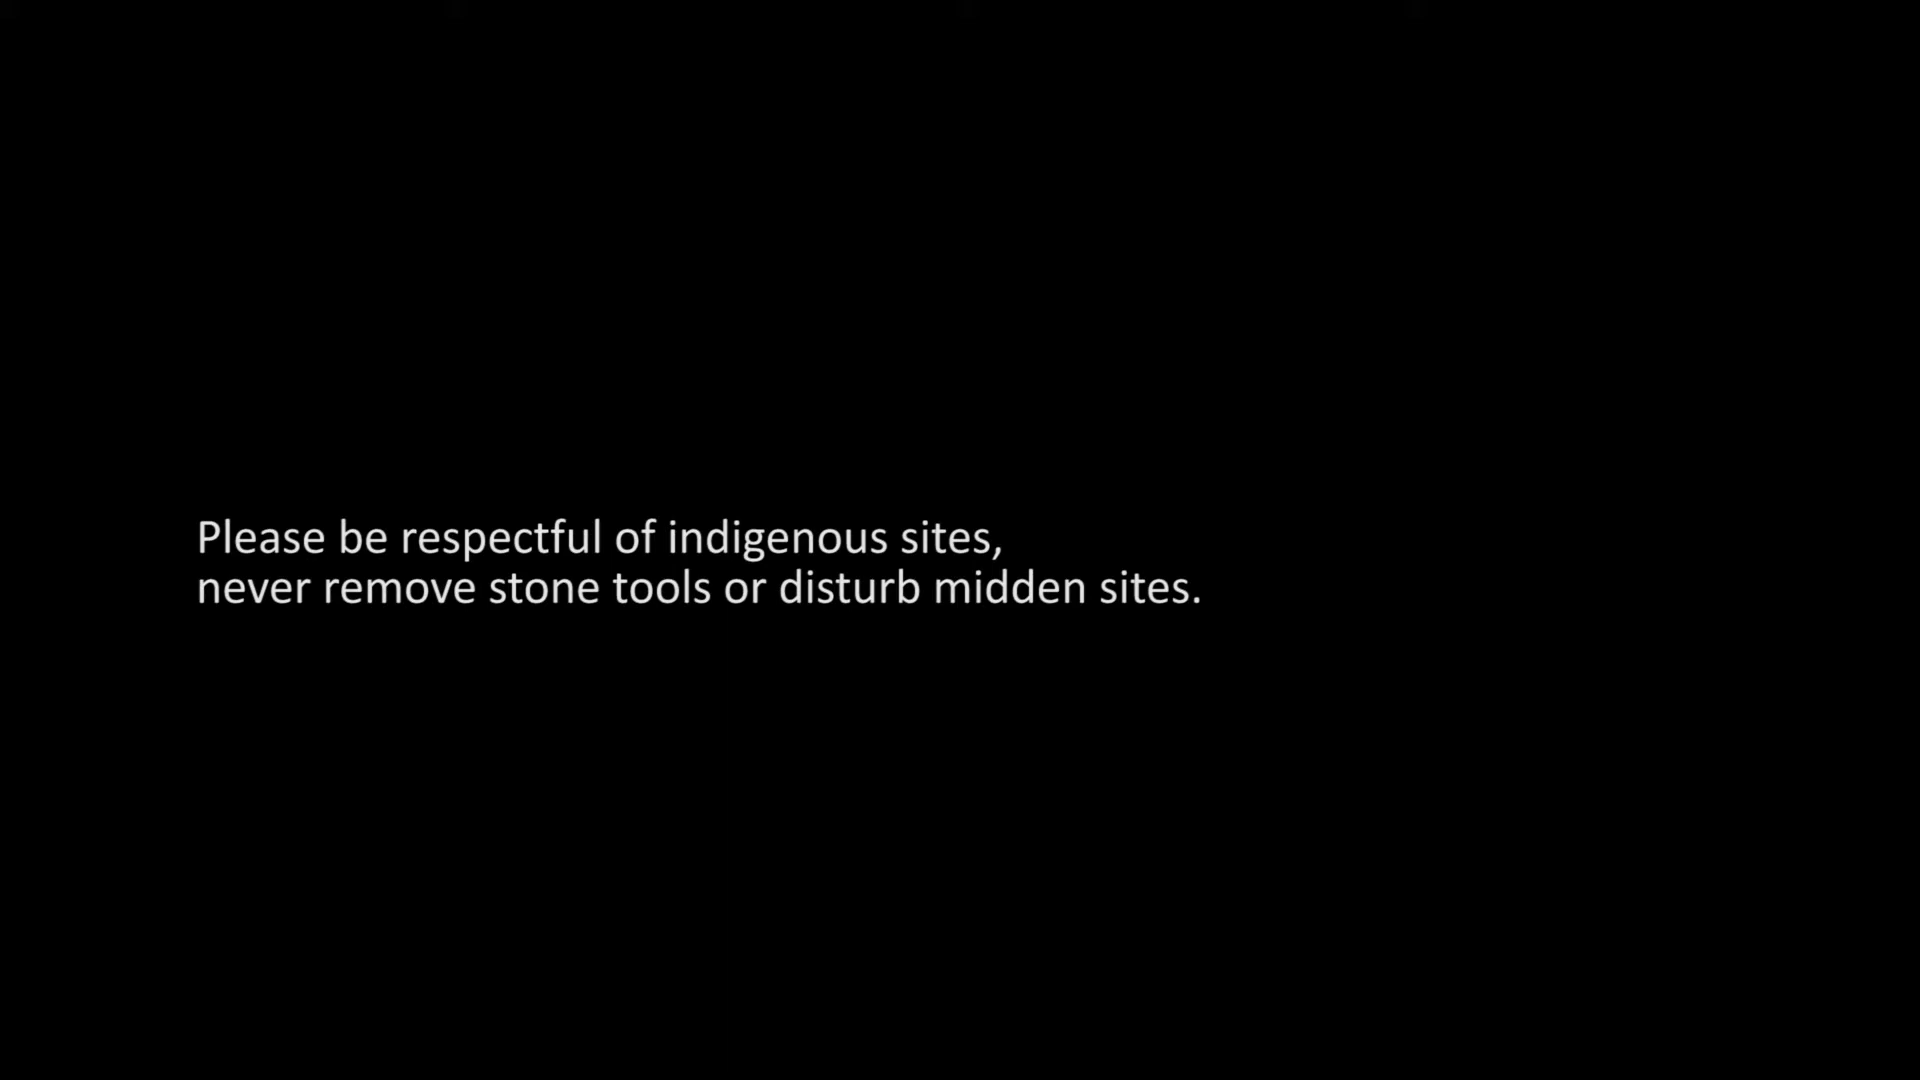 Please be respectful of indigenous sites,
never remove stone tools or disturb midden sites.